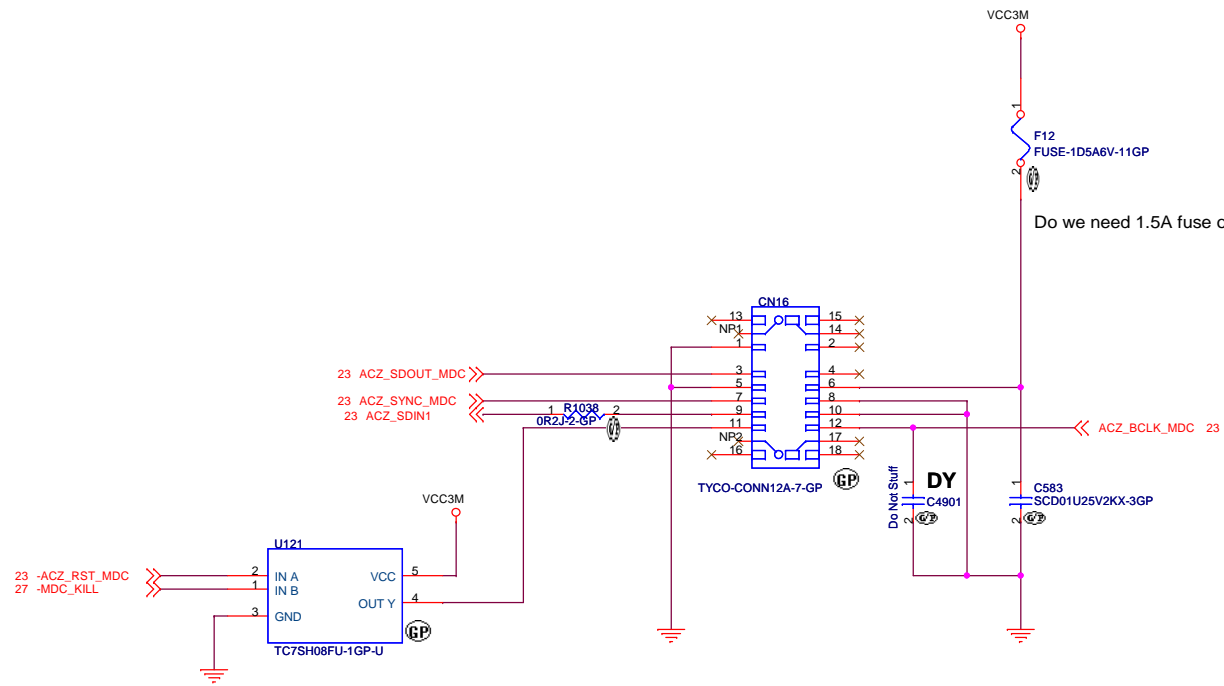 VCC3M
1
F12
FUSE-1D5A6V-11GP
2
G/P
Do we need 1.5A fuse o
CN16
13
15
NP1
14
1
2
23 ACZ_SDOUT_MDC
3
4
5
6
23 ACZ_SYNC_MDC
7
8
23 ACZ_SDIN1
1
R1038
2
9
10
0R2J-2-GP
G/P
11
12
ACZ_BCLK_MDC 23
NP2
17
16
18
TYCO-CONN12A-7-GP
GP
Do Not Stuff
1
DY
C4901
2
G/P
1
C583
SCD01U25V2KX-3GP
2
G/P
VCC3M
U121
23 -ACZ_RST_MDC
2
IN A
VCC
5
27 -MDC_KILL
1
IN B
OUT Y
4
3
GND
GP
TC7SH08FU-1GP-U